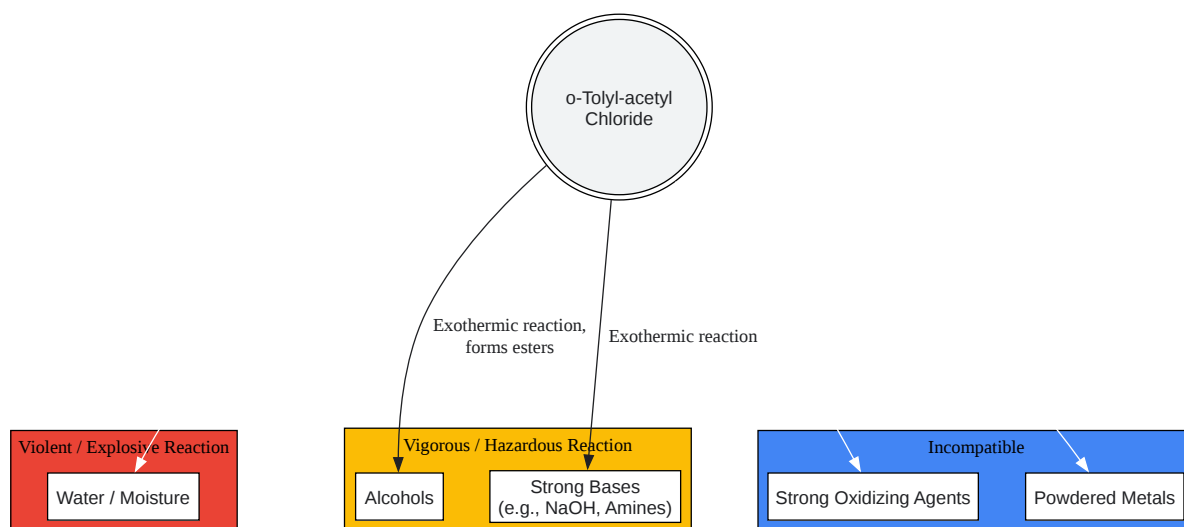 o-Tolyl-acetyl
Chloride
Exothermic reaction,
forms esters
Exothermic reaction
Violent / Explosive Reaction
Water / Moisture
Vigorous / Hazardous Reaction
Alcohols
Strong Bases
(e.g., NaOH, Amines)
Incompatible
Strong Oxidizing Agents
Powdered Metals